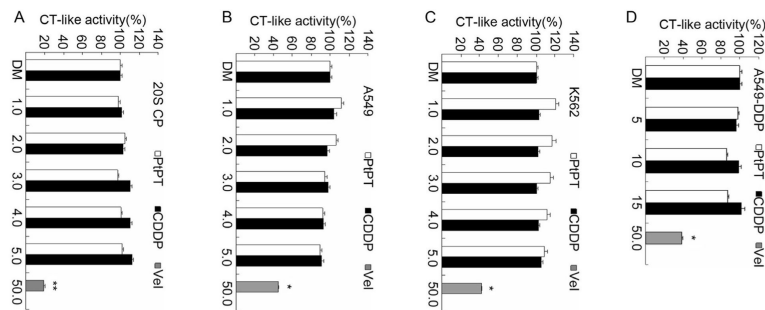 A
CT-like activity(%)
0 20 40 60 80 100 120 140
20S CP □PtPT ■CDDP ■Vel
DM 1.0 2.0 3.0 4.0 5.0 50.0
**
B
CT-like activity(%)
0 20 40 60 80 100 120 140
A549 □PtPT ■CDDP ■Vel
DM 1.0 2.0 3.0 4.0 5.0 50.0
*
C
CT-like activity(%)
0 20 40 60 80 100 120 140
K562 □PtPT ■CDDP ■Vel
DM 1.0 2.0 3.0 4.0 5.0 50.0
*
D
CT-like activity(%)
0 20 40 60 80 100 120
A549-DDP □PtPT ■CDDP ■Vel
DM 5 10 15 50.0
*